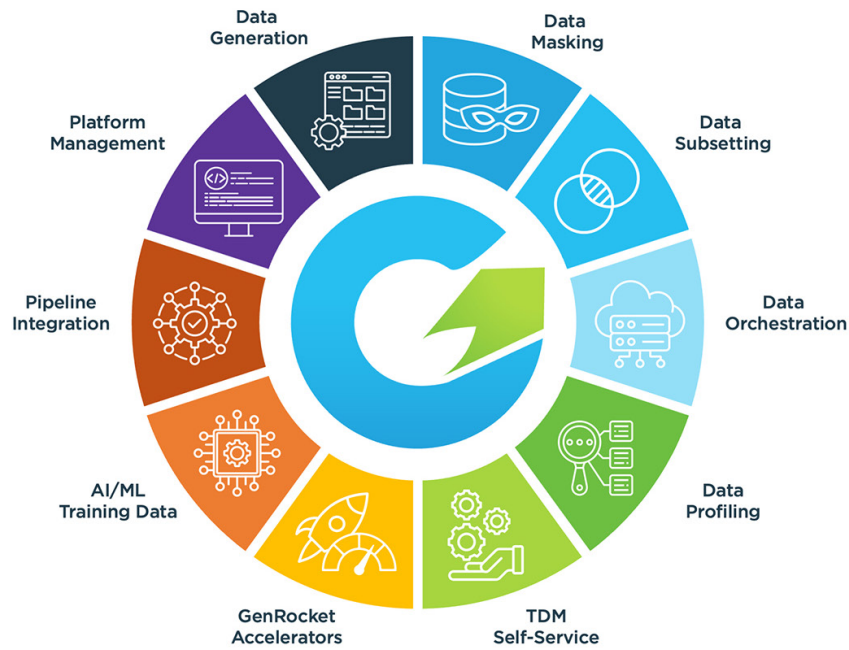 Data
Generation
Data
Masking
Platform
Management
Data
Subsetting
Pipeline
Integration
Data
Orchestration
AI/ML
Training Data
Data
Profiling
GenRocket
Accelerators
TDM
Self-Service